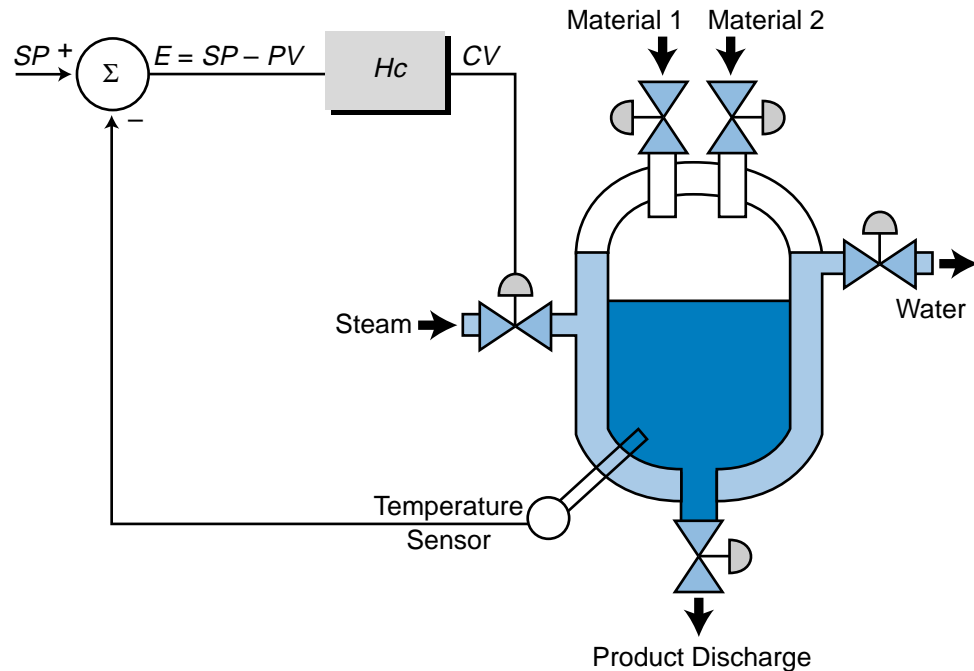 Material 1 Material 2
SP + E = SP – PV Hc CV
Σ
–
Steam
Water
Temperature
Sensor
Product Discharge